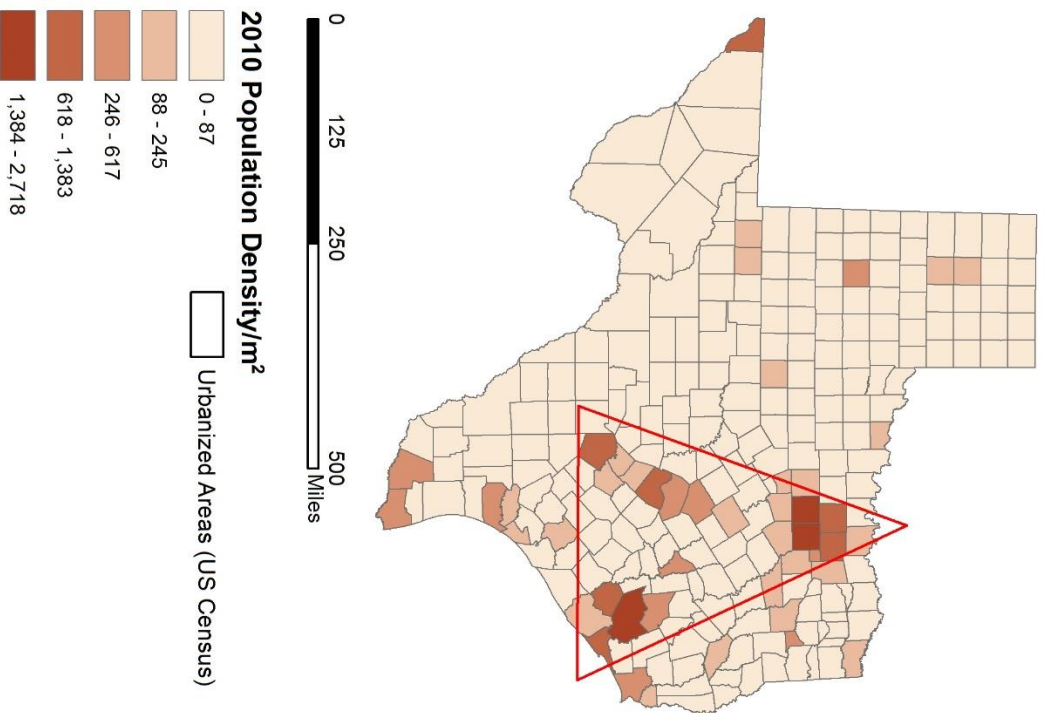 0 125 250 500
Miles
2010 Population Density/m²
0 - 87
88 - 245
246 - 617
618 - 1,383
1,384 - 2,718
Urbanized Areas (US Census)